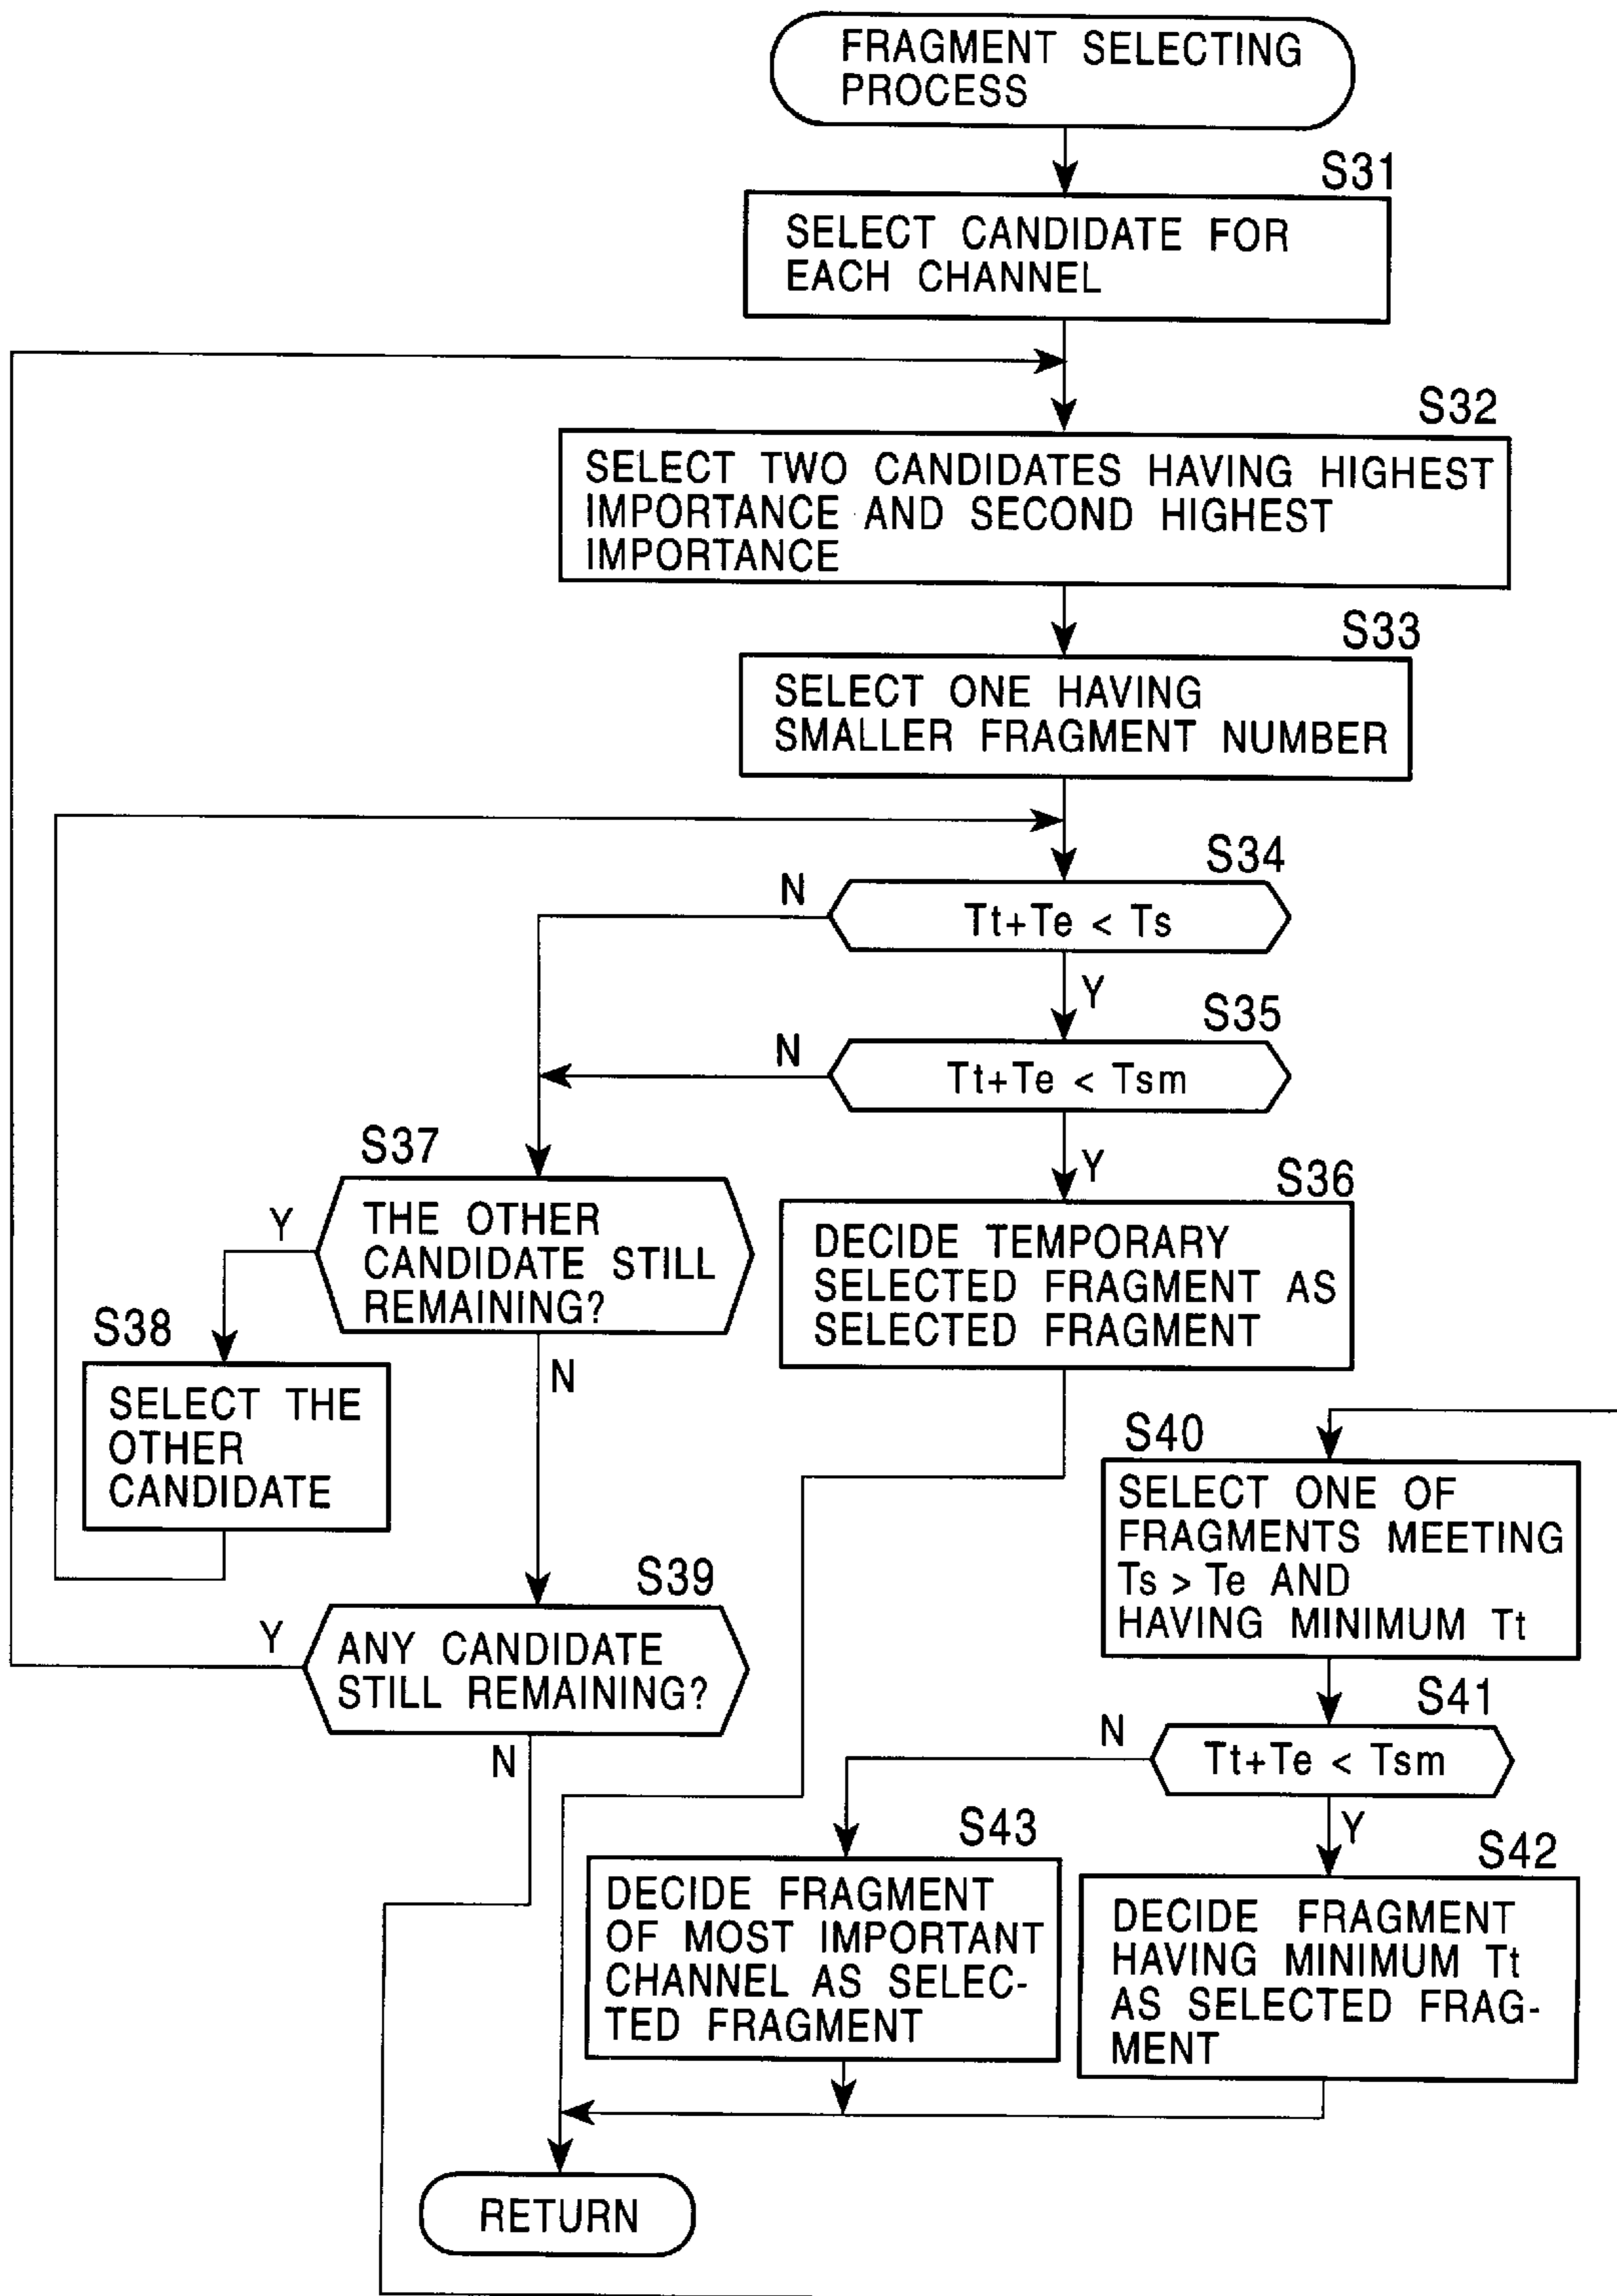 FRAGMENT SELECTING
PROCESS
S31
SELECT CANDIDATE FOR
EACH CHANNEL
S32
SELECT TWO CANDIDATES HAVING HIGHEST
IMPORTANCE AND SECOND HIGHEST
IMPORTANCE
S33
SELECT ONE HAVING
SMALLER FRAGMENT NUMBER
S34
N
Tt+Te < Ts
Y
S35
N
Tt+Te < Tsm
Y
S37
THE OTHER
CANDIDATE STILL
REMAINING?
Y
N
S36
DECIDE TEMPORARY
SELECTED FRAGMENT AS
SELECTED FRAGMENT
S38
SELECT THE
OTHER
CANDIDATE
S39
Y
ANY CANDIDATE
STILL REMAINING?
N
S40
SELECT ONE OF
FRAGMENTS MEETING
Ts > Te AND
HAVING MINIMUM Tt
S41
N
Tt+Te < Tsm
Y
S43
DECIDE FRAGMENT
OF MOST IMPORTANT
CHANNEL AS SELEC-
TED FRAGMENT
S42
DECIDE FRAGMENT
HAVING MINIMUM Tt
AS SELECTED FRAG-
MENT
RETURN